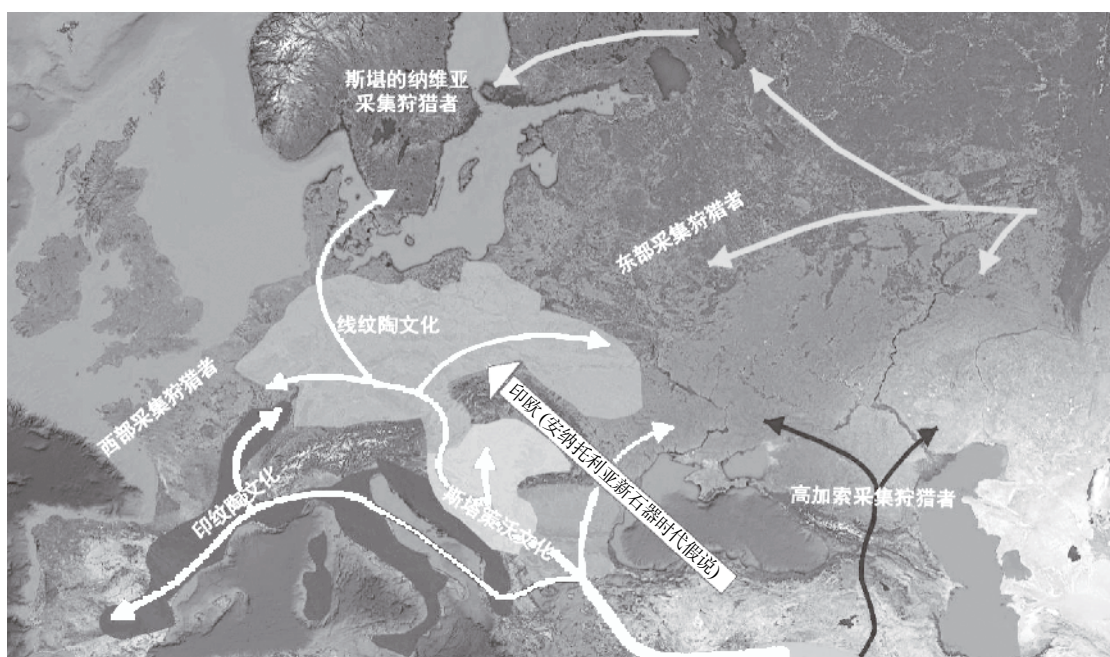 斯堪的纳维亚
采集狩猎者
东部采集狩猎者
线纹陶文化
西部采集狩猎者
印欧(安纳托利亚新石器时代假说)
印纹陶文化
斯塔策沃文化
高加索采集狩猎者